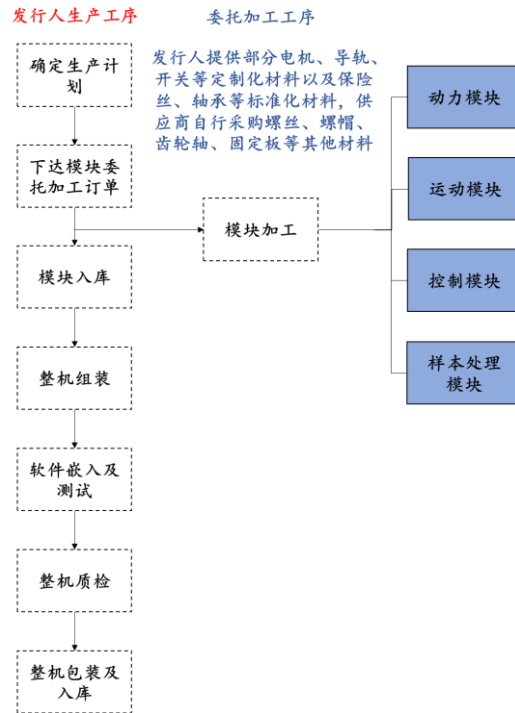 发行人生产工序
委托加工工序
确定生产计
划
下达模块委
托加工订单
模块入库
整机组装
软件嵌入及
测试
整机质检
整机包装及
入库
发行人提供部分电机、导轨、
开关等定制化材料以及保险
丝、轴承等标准化材料，供
应商自行采购螺丝、螺帽、
齿轮轴、固定板等其他材料
模块加工
动力模块
运动模块
控制模块
样本处理
模块